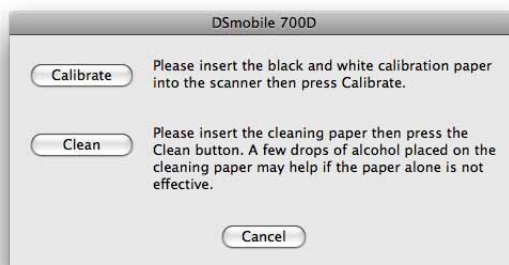 DSmobile 700D
Calibrate
Please insert the black and white calibration paper
into the scanner then press Calibrate.
Clean
Please insert the cleaning paper then press the
Clean button. A few drops of alcohol placed on the
cleaning paper may help if the paper alone is not
effective.
Cancel